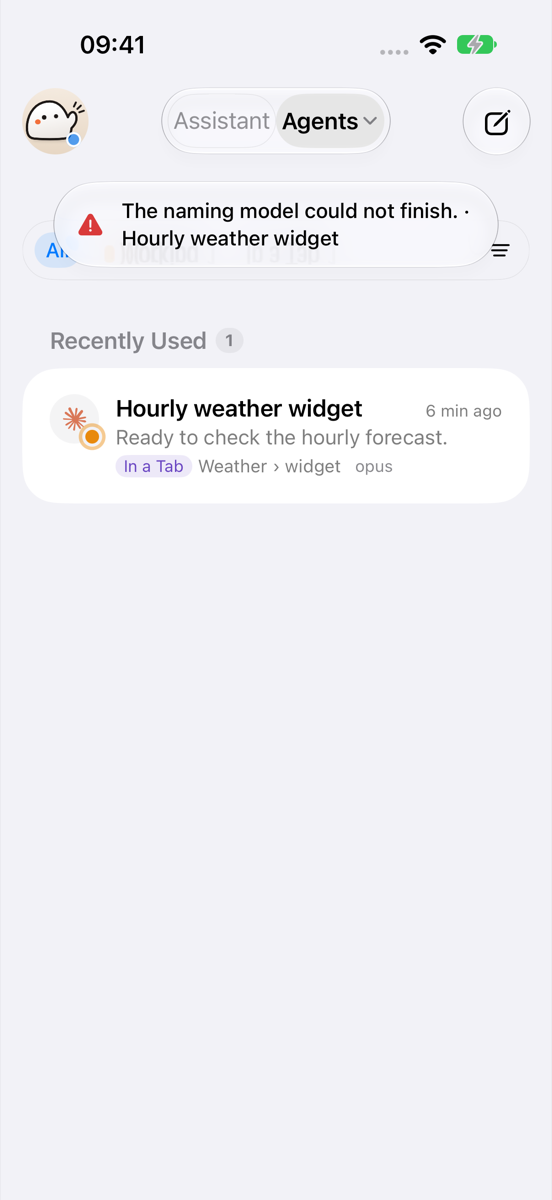 09:41
Assistant
Agents
The naming model could not finish. ·
Hourly weather widget
Recently Used 1
Hourly weather widget
6 min ago
Ready to check the hourly forecast.
In a Tab Weather › widget opus